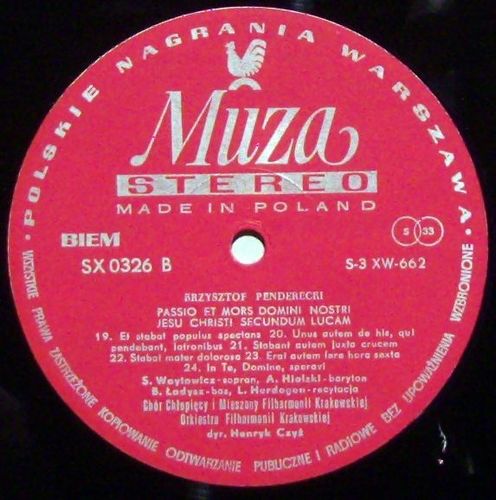 · POLSKIE NAGRANIA WARSZAWA ·
Muza
STEREO
MADE IN POLAND
BIEM
S 33
SX 0326 B
S-3 XW-662
KRZYSZTOF PENDERECKI
PASSIO ET MORS DOMINI NOSTRI
JESU CHRISTI SECUNDUM LUCAM
19. Et stabat populus spectans 20. Unus autem de his, qui
pendebant, latronibus 21. Stabant autem juxta crucem
22. Stabat mater dolorosa 23. Erat autem fere hora sexta
24. In Te, Domine, speravi
S. Woytowicz-sopran, A. Hiolski-baryton
B. Ładysz-bas, L. Herdegen-recytacja
Chór Chłopięcy i Mieszany Filharmonii Krakowskiej
Orkiestra Filharmonii Krakowskiej
dyr. Henryk Czyż
WSZYSTKIE PRAWA ZASTRZEŻONE KOPIOWANIE ODTWARZANIE PUBLICZNE I RADIOWE BEZ UPOWAŻNIENIA WZBRONIONE